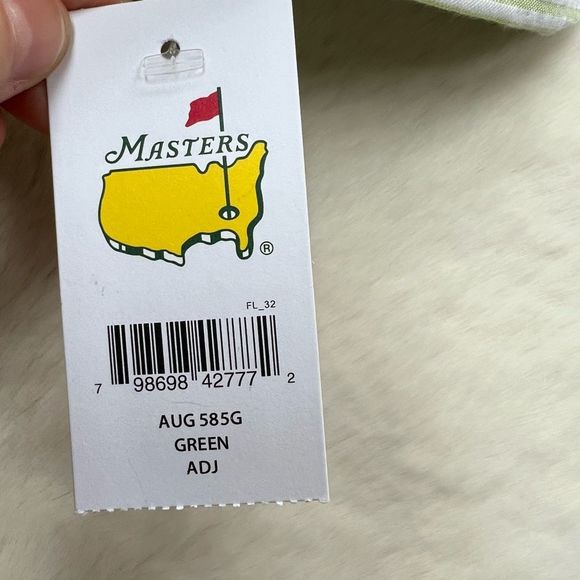 MASTERS
®
FL_32
7 98698 42777 2
AUG 585G
GREEN
ADJ